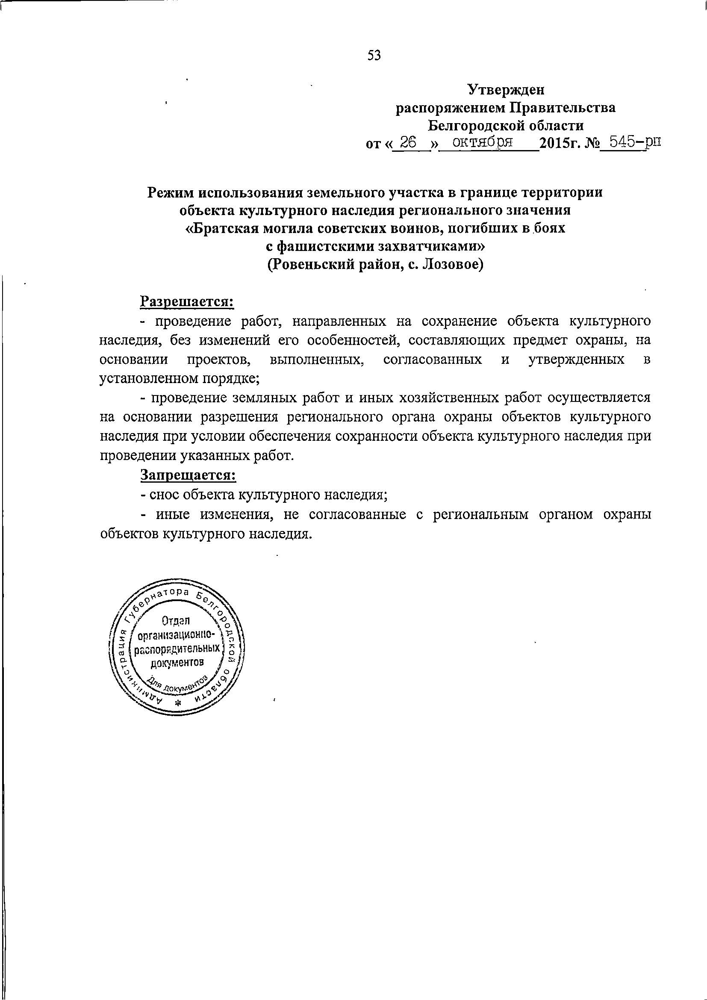 53
Утвержден
распоряжением Правительства
Белгородской области
от « 26 » октября 2015г. № 545-рп
Режим использования земельного участка в границе территории
объекта культурного наследия регионального значения
«Братская могила советских воинов, погибших в боях
с фашистскими захватчиками»
(Ровеньский район, с. Лозовое)
Разрешается:
- проведение работ, направленных на сохранение объекта культурного
наследия, без изменений его особенностей, составляющих предмет охраны, на
основании проектов, выполненных, согласованных и утвержденных в
установленном порядке;
- проведение земляных работ и иных хозяйственных работ осуществляется
на основании разрешения регионального органа охраны объектов культурного
наследия при условии обеспечения сохранности объекта культурного наследия при
проведении указанных работ.
Запрещается:
- снос объекта культурного наследия;
- иные изменения, не согласованные с региональным органом охраны
объектов культурного наследия.
Администрация Губернатора Белгородской области *
Отдел
организационно-
распорядительных
документов
Для документов